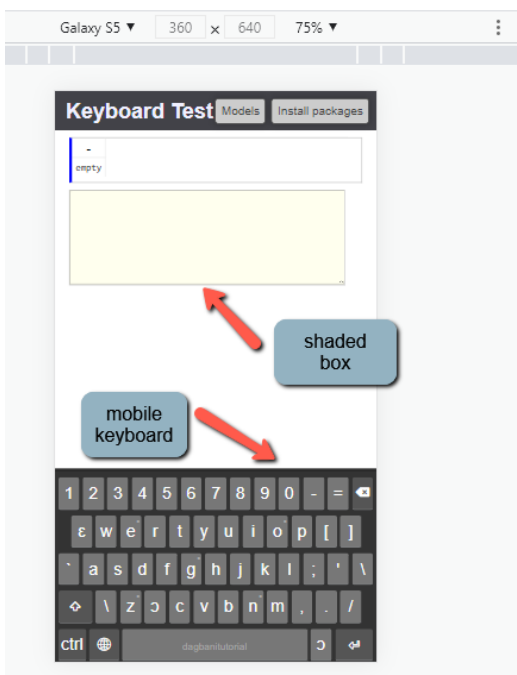 Galaxy S5 ▼ 360 x 640 75% ▼
Keyboard Test Models Install packages
-
empty
shaded
box
mobile
keyboard
1 2 3 4 5 6 7 8 9 0 - =
ɛ w e r t y u i o p [ ]
` a s d f g h j k l ; ' \
\ z ɔ c v b n m , . /
ctrl dagbanitutorial ɔ